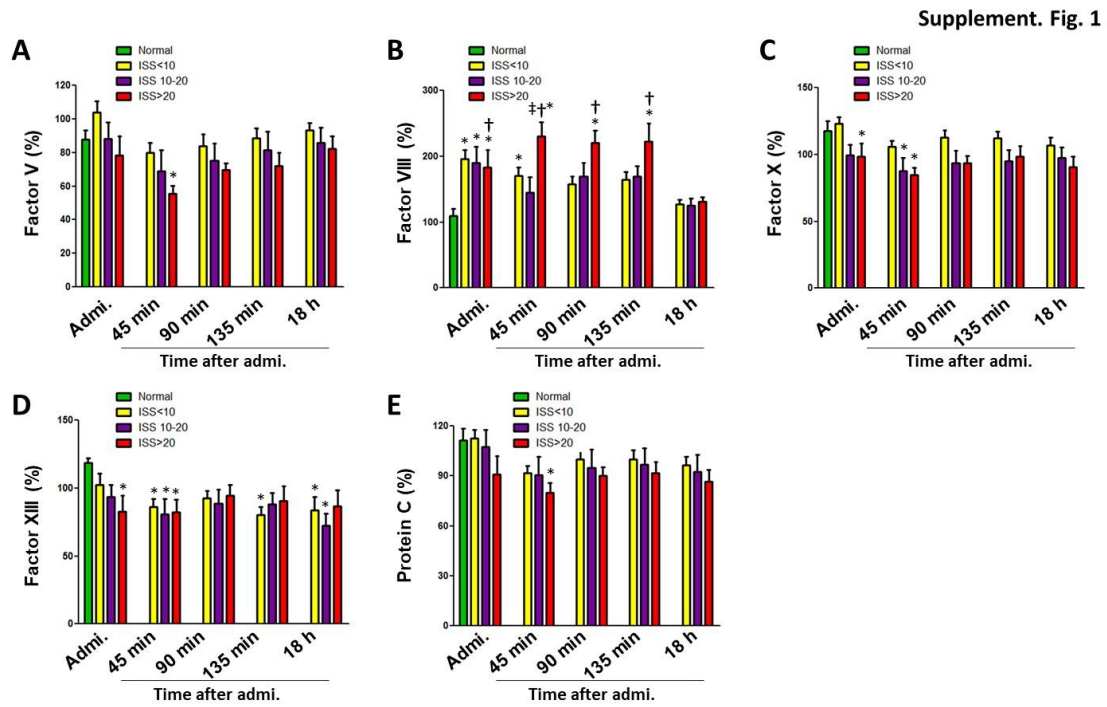 Supplement. Fig. 1
A
Normal
ISS<10
ISS 10-20
ISS>20
Factor V (%)
120
100
80
60
40
20
0
*
Admi.
45 min
90 min
135 min
18 h
Time after admi.
B
Normal
ISS<10
ISS 10-20
ISS>20
Factor VIII (%)
300
200
100
0
* * † *
* ‡†*
† *
† *
Admi.
45 min
90 min
135 min
18 h
Time after admi.
C
Normal
ISS<10
ISS 10-20
ISS>20
Factor X (%)
150
100
50
0
*
* *
Admi.
45 min
90 min
135 min
18 h
Time after admi.
D
Normal
ISS<10
ISS 10-20
ISS>20
Factor XIII (%)
150
100
50
0
*
* * *
*
* *
Admi.
45 min
90 min
135 min
18 h
Time after admi.
E
Normal
ISS<10
ISS 10-20
ISS>20
Protein C (%)
120
90
60
30
0
*
Admi.
45 min
90 min
135 min
18 h
Time after admi.